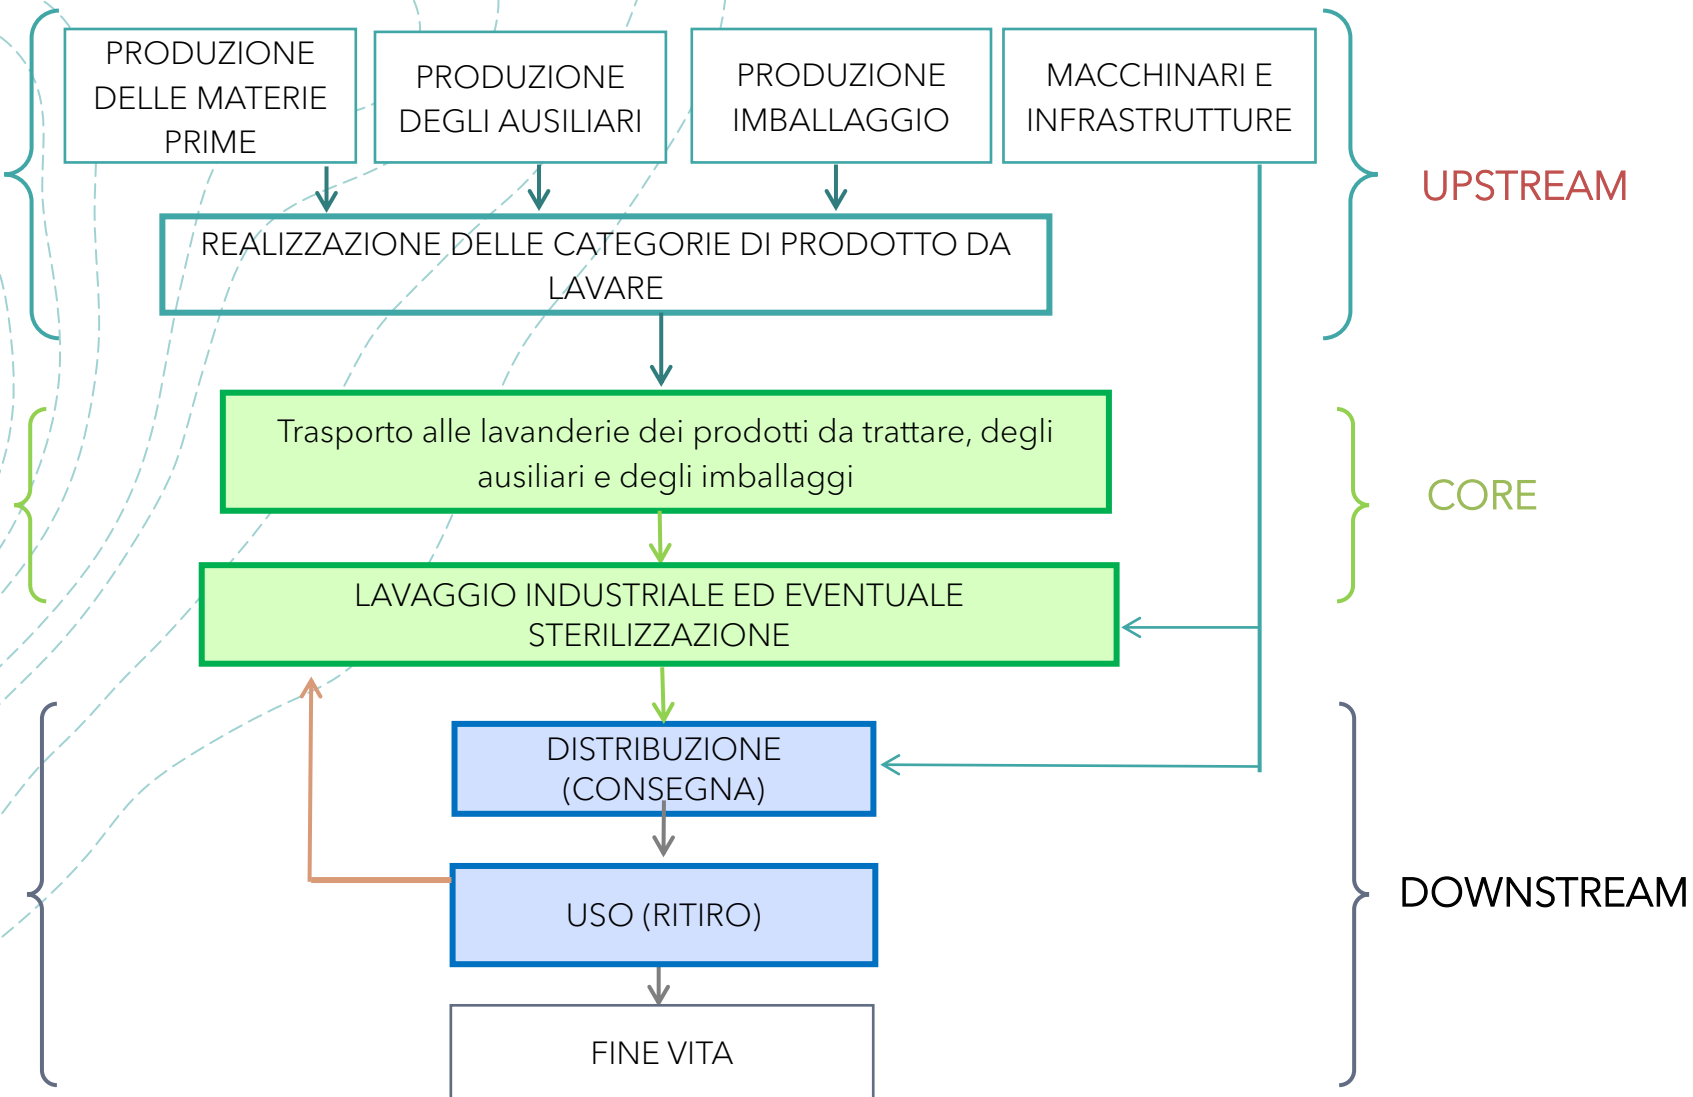 PRODUZIONE
DELLE MATERIE
PRIME
PRODUZIONE
DEGLI AUSILIARI
PRODUZIONE
IMBALLAGGIO
MACCHINARI E
INFRASTRUTTURE
UPSTREAM
REALIZZAZIONE DELLE CATEGORIE DI PRODOTTO DA
LAVARE
Trasporto alle lavanderie dei prodotti da trattare, degli
ausiliari e degli imballaggi
CORE
LAVAGGIO INDUSTRIALE ED EVENTUALE
STERILIZZAZIONE
DISTRIBUZIONE
(CONSEGNA)
USO (RITIRO)
DOWNSTREAM
FINE VITA